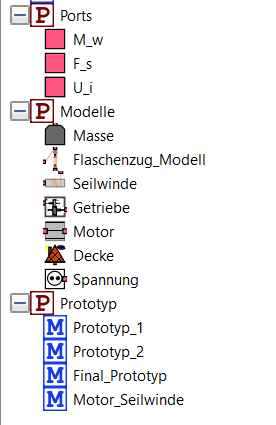 P Ports
M_w
F_s
U_i
P Modelle
Masse
Flaschenzug_Modell
Seilwinde
Getriebe
Motor
Decke
Spannung
P Prototyp
M Prototyp_1
M Prototyp_2
M Final_Prototyp
M Motor_Seilwinde